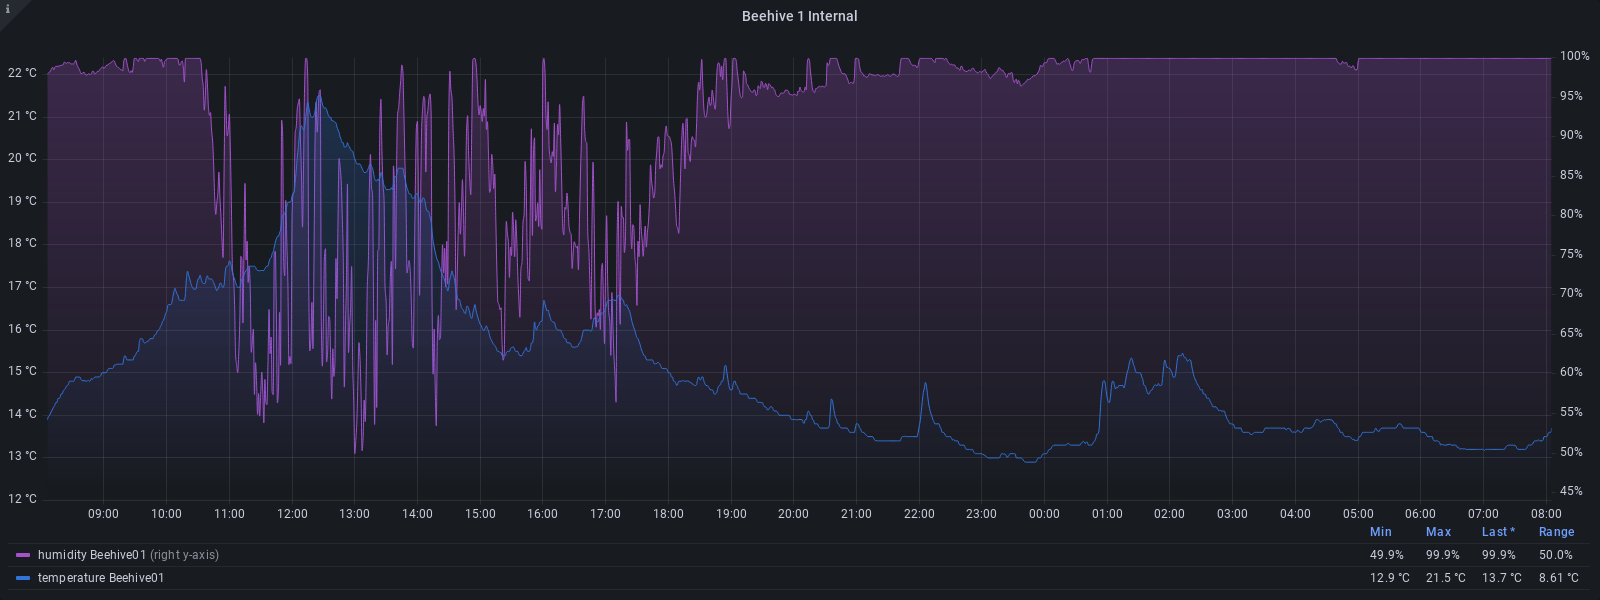 i
Beehive 1 Internal
22 °C
21 °C
20 °C
19 °C
18 °C
17 °C
16 °C
15 °C
14 °C
13 °C
12 °C
100%
95%
90%
85%
80%
75%
70%
65%
60%
55%
50%
45%
09:00 10:00 11:00 12:00 13:00 14:00 15:00 16:00 17:00 18:00 19:00 20:00 21:00 22:00 23:00 00:00 01:00 02:00 03:00 04:00 05:00 06:00 07:00 08:00
Min Max Last * Range
humidity Beehive01 (right y-axis) 49.9% 99.9% 99.9% 50.0%
temperature Beehive01 12.9 °C 21.5 °C 13.7 °C 8.61 °C